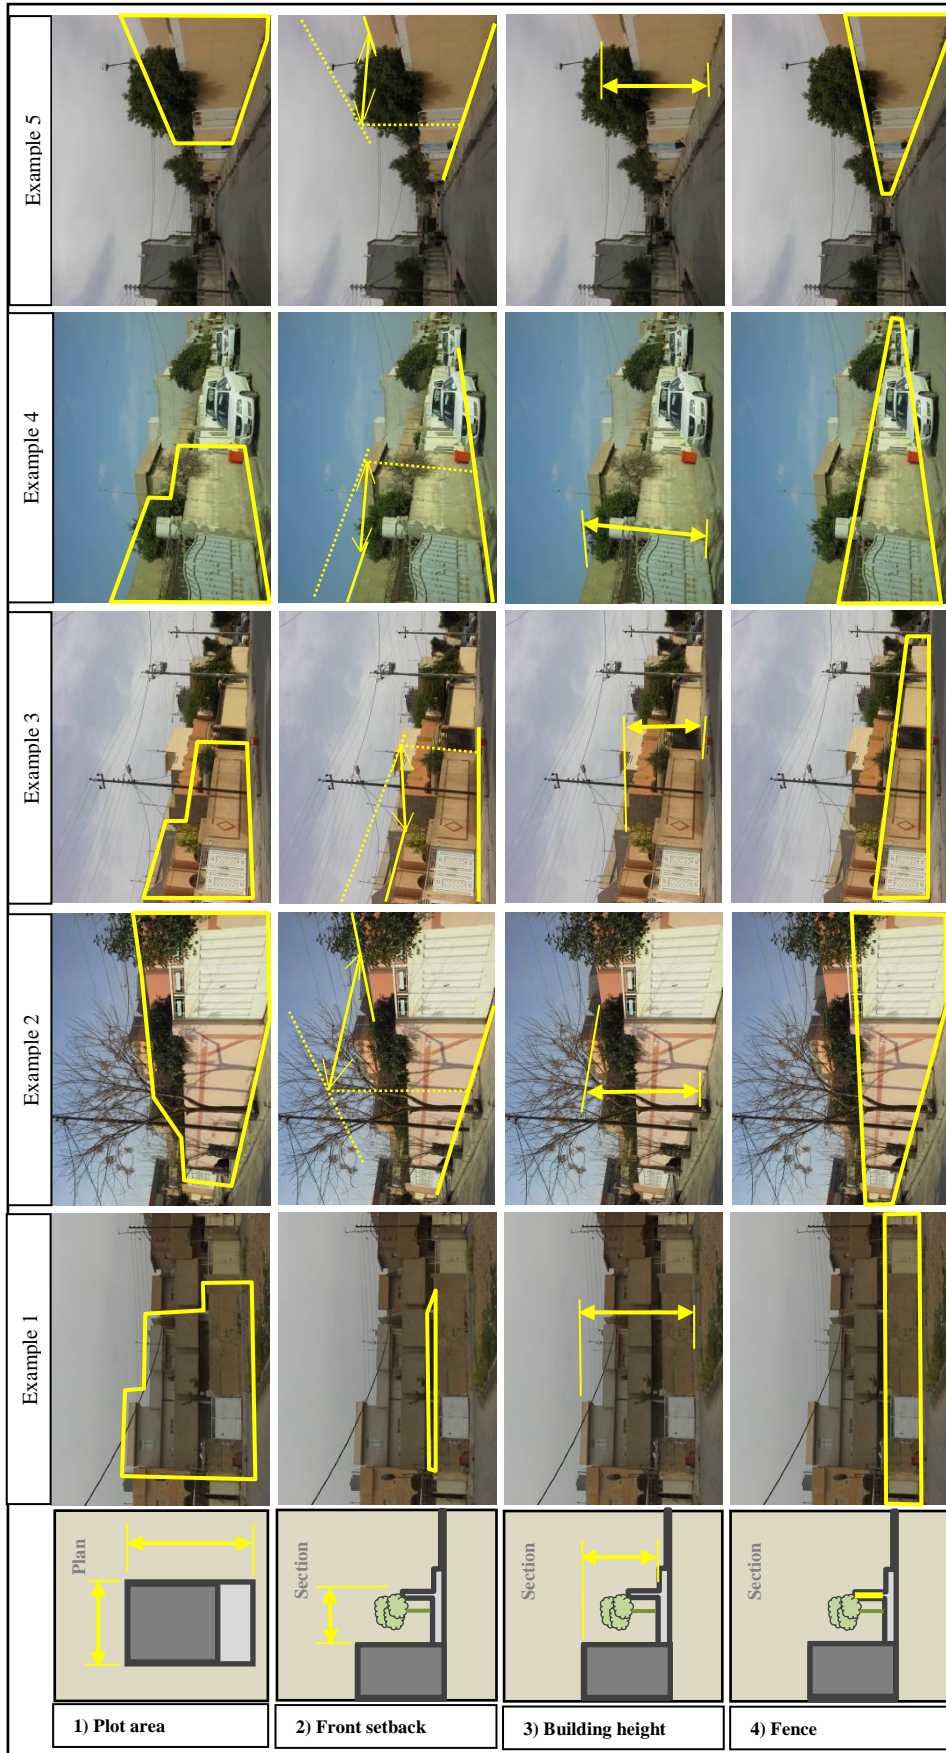 Example 1
Example 2
Example 3
Example 4
Example 5
1) Plot area
Plan
2) Front setback
Section
3) Building height
Section
4) Fence
Section